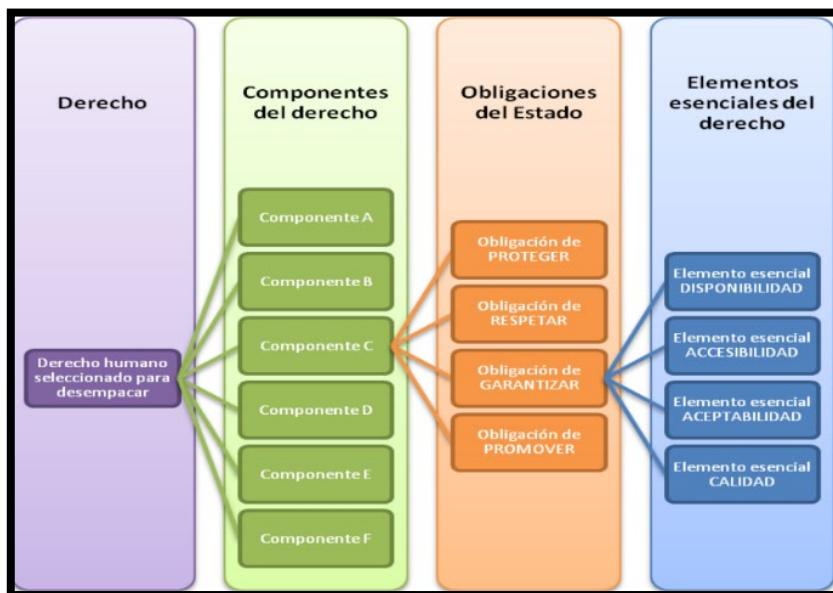 Derecho
Derecho humano
seleccionado para
desempacar
Componentes
del derecho
Componente A
Componente B
Componente C
Componente D
Componente E
Componente F
Obligaciones
del Estado
Obligación de
PROTEGER
Obligación de
RESPETAR
Obligación de
GARANTIZAR
Obligación de
PROMOVER
Elementos
esenciales del
derecho
Elemento esencial
DISPONIBILIDAD
Elemento esencial
ACCESIBILIDAD
Elemento esencial
ACEPTABILIDAD
Elemento esencial
CALIDAD